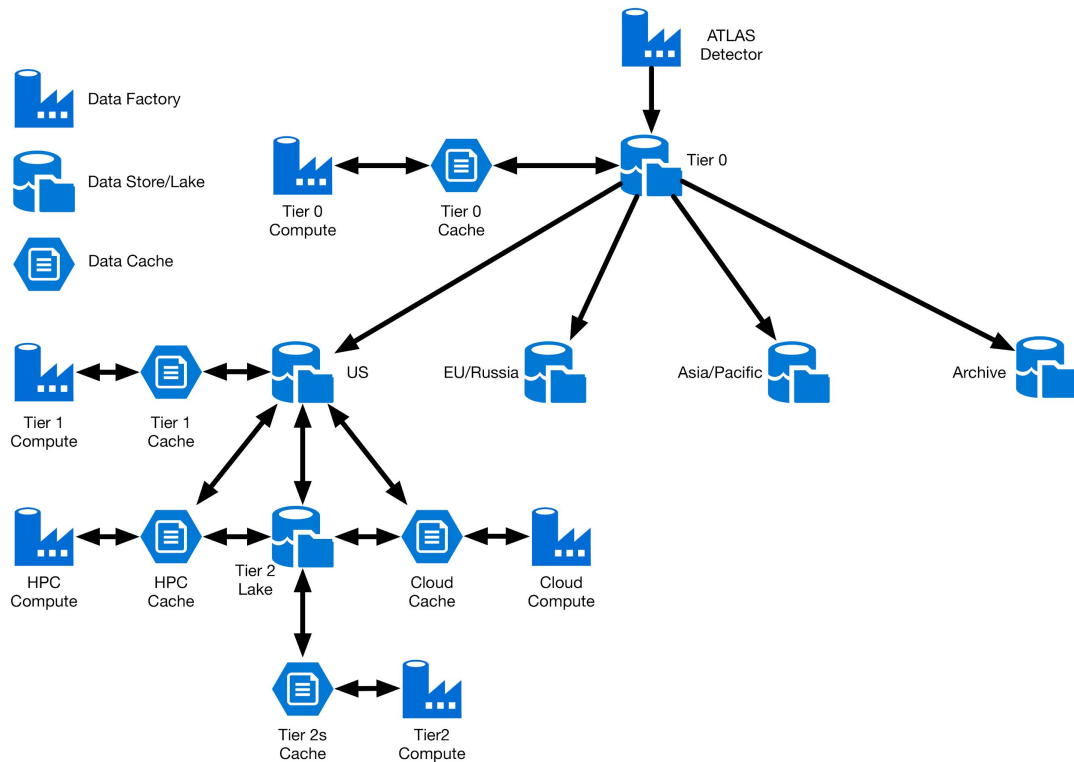 ATLAS
Detector
Data Factory
Tier 0
Data Store/Lake
Tier 0
Compute
Tier 0
Cache
Data Cache
US
EU/Russia
Asia/Pacific
Archive
Tier 1
Compute
Tier 1
Cache
HPC
Compute
HPC
Cache
Tier 2
Lake
Cloud
Cache
Cloud
Compute
Tier 2s
Cache
Tier2
Compute